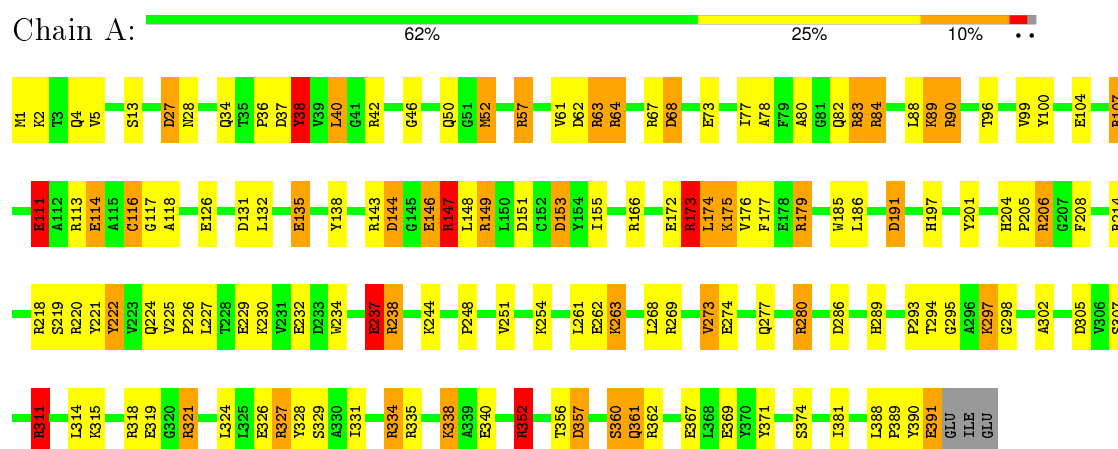 Chain A:
62% 25% 10% • •
M1 K2 T3 Q4 V5 S13 D27 N28 Q34 T35 P36 D37 Y38 V39 L40 G41 R42 G46 Q50 G51 M52 R57 V61 D62 R63 R64 R67 D68 E73 I77 A78 F79 A80 G81 Q82 R83 R84 L88 K89 R90 T96 V99 Y100 E104
E111 A112 R113 E114 A115 C116 G117 A118 E126 D131 L132 E135 Y138 R143 D144 G145 E146 R147 L148 R149 L150 D151 C152 D153 Y154 I155 R166 E172 R173 L174 K175 V176 F177 E178 R179 W185 L186 D191 H197 Y201 H204 P205 R206 G207 F208
R218 S219 R220 Y221 Y222 V223 Q224 V225 P226 L227 T228 E229 K230 V231 E232 D233 W234 E237 R238 K244 P248 V251 K254 L261 E262 K263 L268 R269 V273 E274 Q277 R280 D286 H289 P293 T294 G295 A296 K297 G298 A302 D305 V306
R311 L314 K315 R318 E319 G320 R321 L324 L325 E326 R327 Y328 S329 A330 I331 R334 R335 K338 A339 E340 R352 T356 D357 S360 Q361 R362 E367 L368 E369 Y370 Y371 S374 I381 L388 P389 Y390 E391 GLU ILE GLU